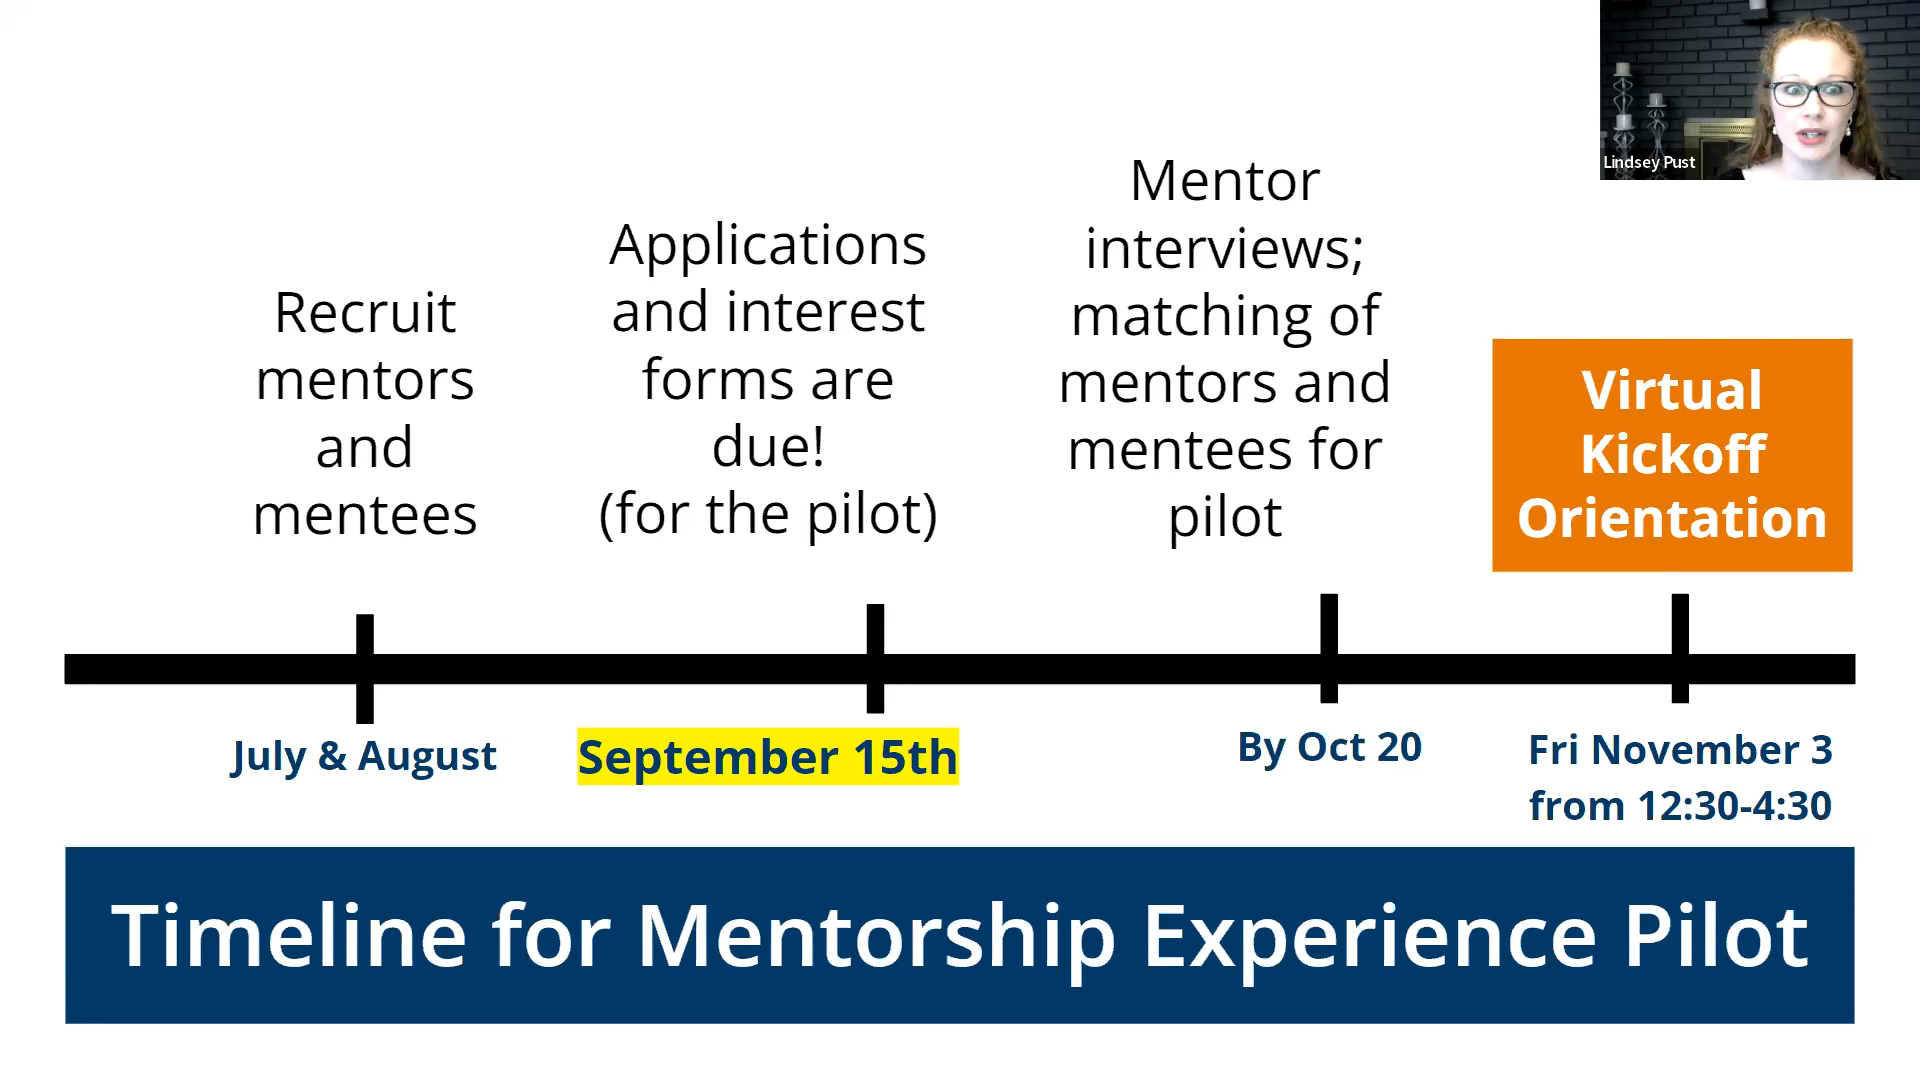 Lindsey Pust
Recruit
mentors
and
mentees
Applications
and interest
forms are
due!
(for the pilot)
Mentor
interviews;
matching of
mentors and
mentees for
pilot
Virtual
Kickoff
Orientation
July & August
September 15th
By Oct 20
Fri November 3
from 12:30-4:30
Timeline for Mentorship Experience Pilot